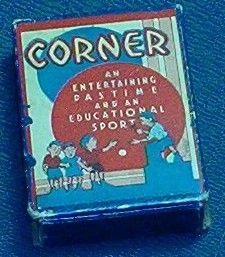 CORNER
AN
ENTERTAINING
PASTIME
AND AN
EDUCATIONAL
SPORT